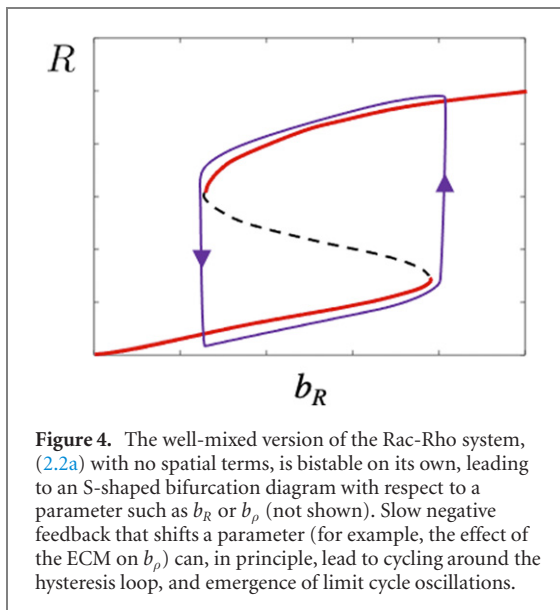 R
b_R
Figure 4. The well-mixed version of the Rac-Rho system,
(2.2a) with no spatial terms, is bistable on its own, leading
to an S-shaped bifurcation diagram with respect to a
parameter such as b_R or b_ρ (not shown). Slow negative
feedback that shifts a parameter (for example, the effect of
the ECM on b_ρ) can, in principle, lead to cycling around the
hysteresis loop, and emergence of limit cycle oscillations.